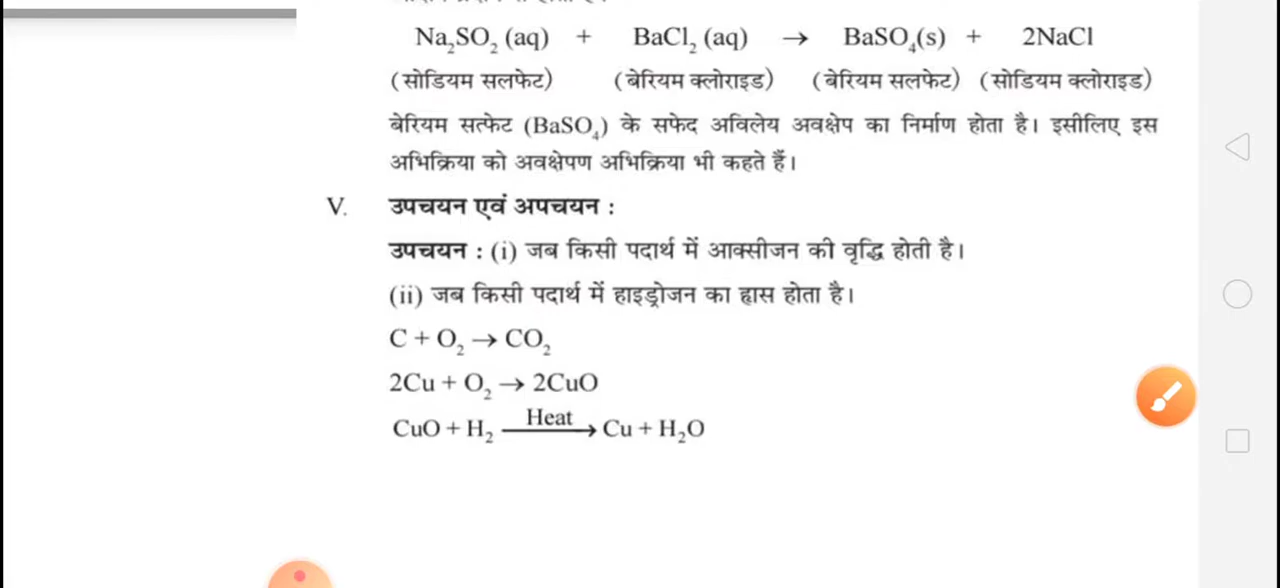 Na₂SO₂ (aq) + BaCl₂ (aq) → BaSO₄(s) + 2NaCl
(सोडियम सलफेट) (बेरियम क्लोराइड) (बेरियम सलफेट) (सोडियम क्लोराइड)
बेरियम सत्फेट (BaSO₄) के सफेद अविलेय अवक्षेप का निर्माण होता है। इसीलिए इस
अभिक्रिया को अवक्षेपण अभिक्रिया भी कहते हैं।
V. उपचयन एवं अपचयन :
उपचयन : (i) जब किसी पदार्थ में आक्सीजन की वृद्धि होती है।
(ii) जब किसी पदार्थ में हाइड्रोजन का ह्रास होता है।
C + O₂ → CO₂
2Cu + O₂ → 2CuO
CuO + H₂ Heat→ Cu + H₂O